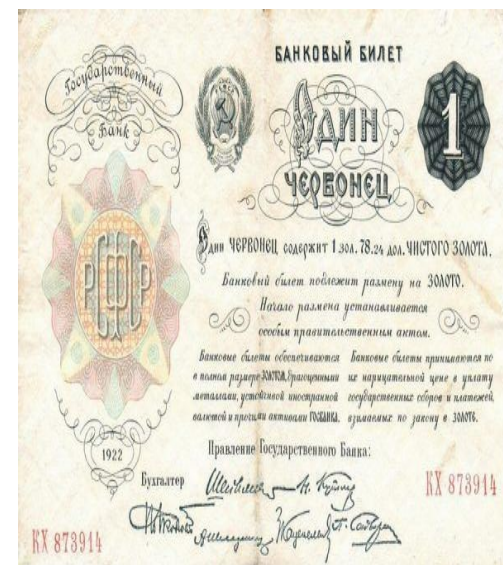 БАНКОВЫЙ БИЛЕТ
Государственный
Банк
ОДИН
1
ЧЕРВОНЕЦ
Один ЧЕРВОНЕЦ содержит 1 зол. 78.24 дол. ЧИСТОГО ЗОЛОТА.
РСФСР
Банковый билет подлежит размену на ЗОЛОТО.
Начало размена устанавливается
особым правительственным актом.
Банковые билеты обеспечиваются
в полном размере ЗОЛОТОМ, драгоценными
металлами, устойчивой иностранной
валютой и прочими активами ГОСБАНКА.
Банковые билеты принимаются по
их нарицательной цене в уплату
государственных сборов и платежей,
взимаемых по закону в ЗОЛОТЕ.
1922
Правление Государственного Банка:
Бухгалтер
КХ 873914
КХ 873914